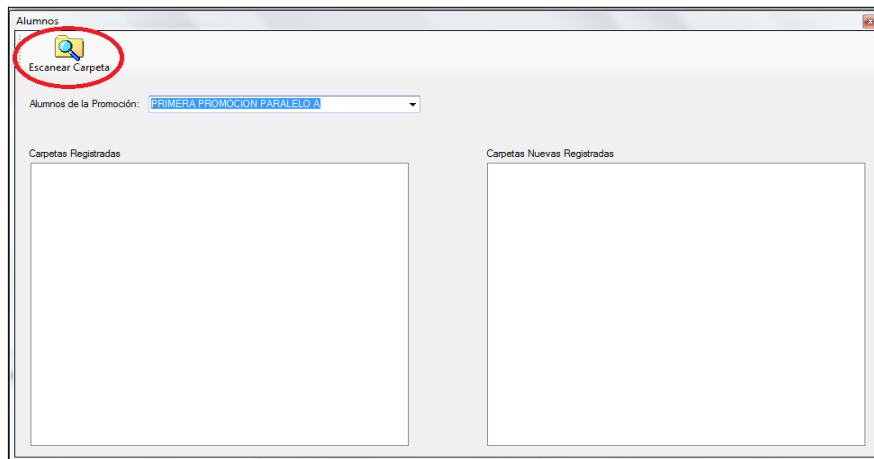 Alumnos
Escanear Carpeta
Alumnos de la Promoción: PRIMERA PROMOCION PARALELO A
Carpetas Registradas
Carpetas Nuevas Registradas